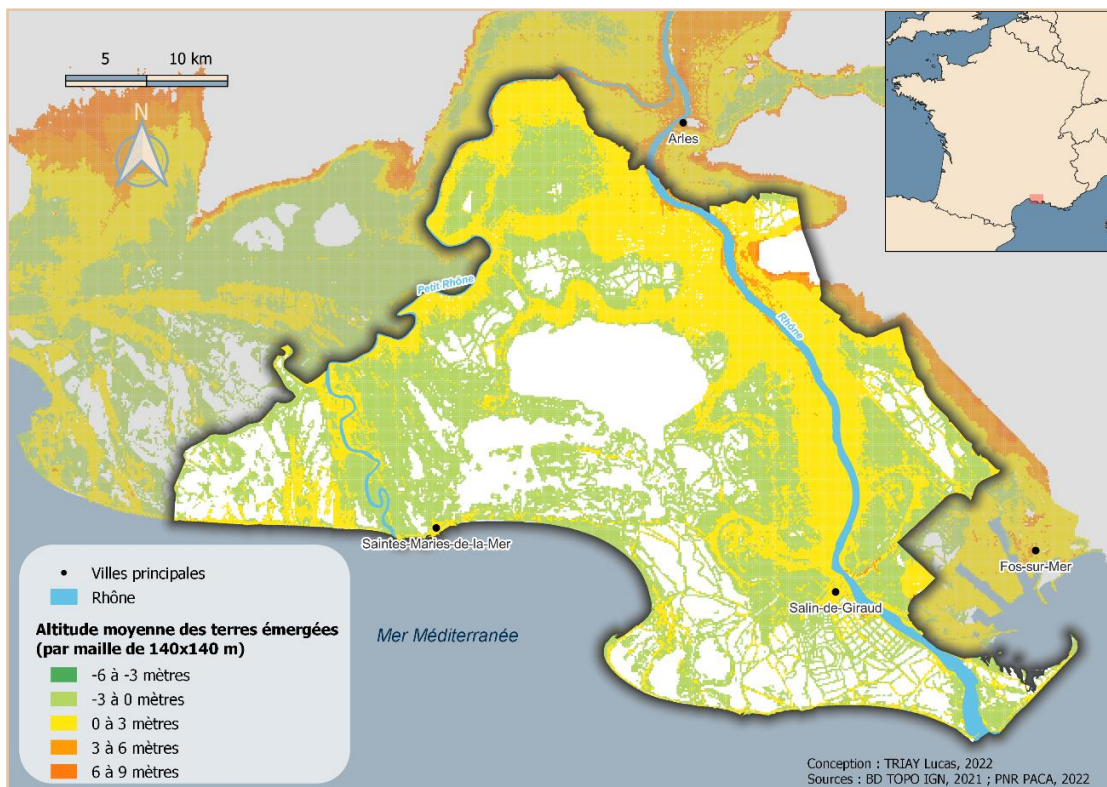 5 10 km
N
Arles
Petit Rhône
Rhône
Saintes-Maries-de-la-Mer
Fos-sur-Mer
Salin-de-Giraud
Mer Méditerranée
Villes principales
Rhône
Altitude moyenne des terres émergées
(par maille de 140x140 m)
-6 à -3 mètres
-3 à 0 mètres
0 à 3 mètres
3 à 6 mètres
6 à 9 mètres
Conception : TRIAY Lucas, 2022
Sources : BD TOPO IGN, 2021 ; PNR PACA, 2022